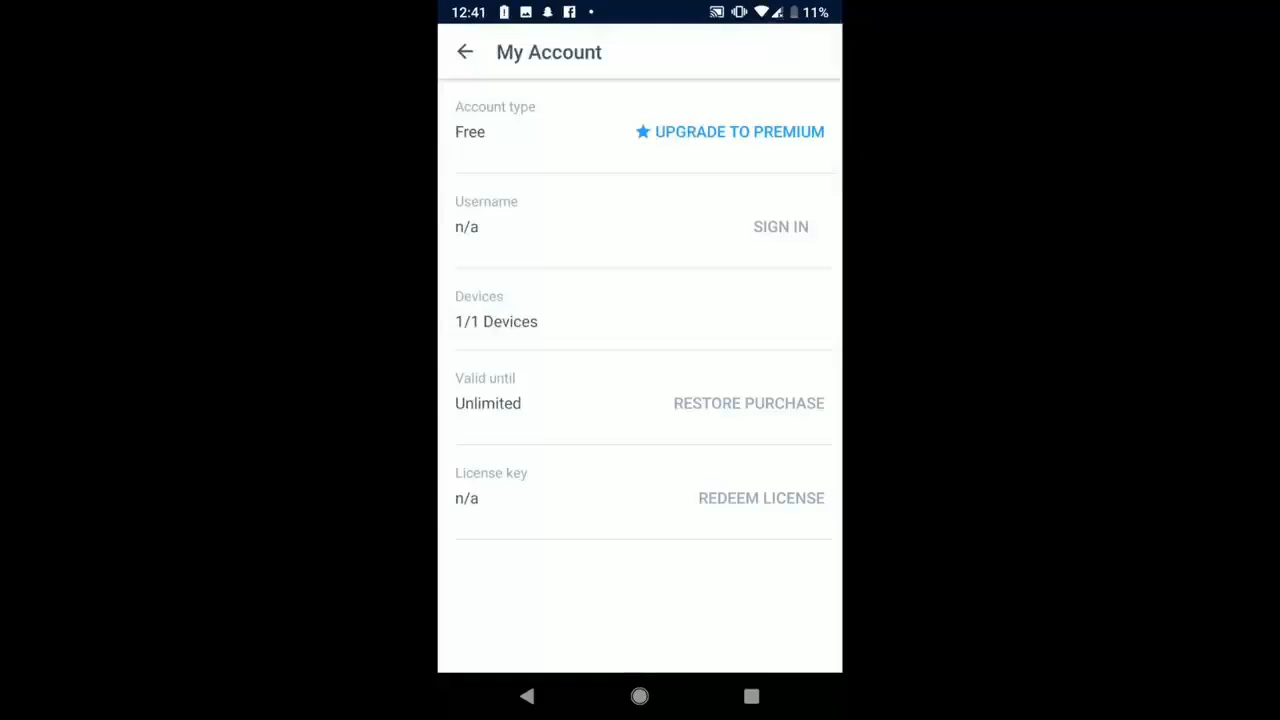 12:41 11%
My Account
Account type
Free UPGRADE TO PREMIUM
Username
n/a SIGN IN
Devices
1/1 Devices
Valid until
Unlimited RESTORE PURCHASE
License key
n/a REDEEM LICENSE